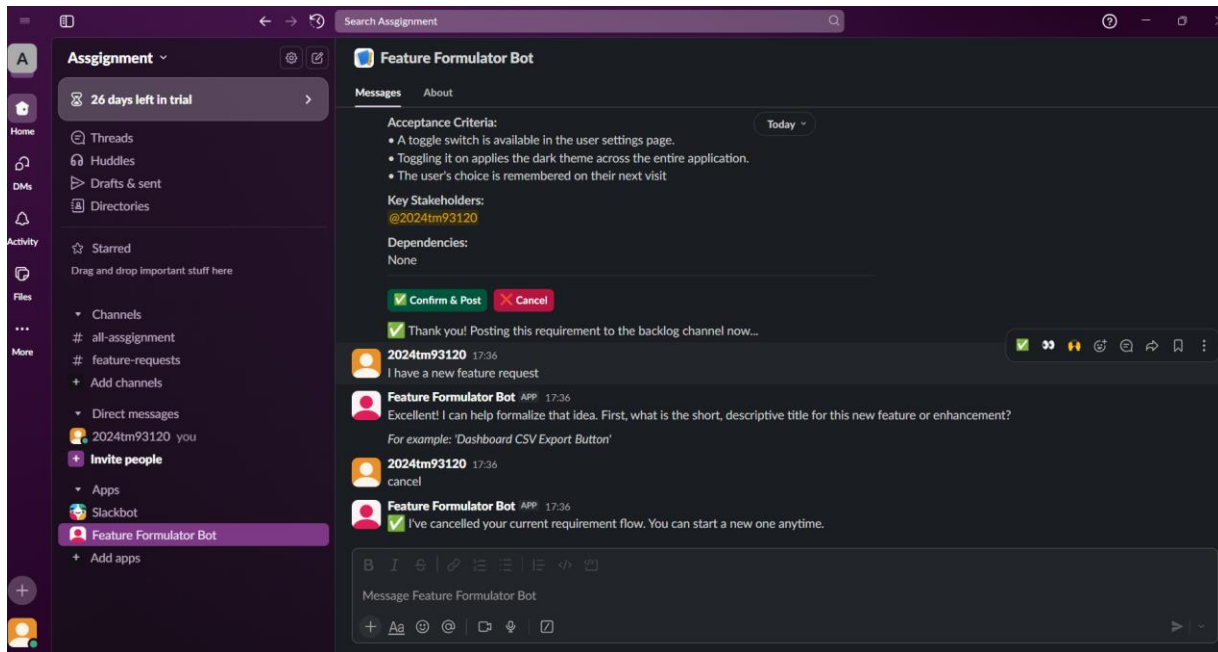 Search Assgignment
A
Home
DMs
Activity
Files
More
Assgignment
26 days left in trial
Threads
Huddles
Drafts & sent
Directories
Starred
Drag and drop important stuff here
Channels
# all-assgignment
# feature-requests
+ Add channels
Direct messages
2024tm93120 you
+ Invite people
Apps
Slackbot
Feature Formulator Bot
+ Add apps
Feature Formulator Bot
Messages About
Today
Acceptance Criteria:
• A toggle switch is available in the user settings page.
• Toggling it on applies the dark theme across the entire application.
• The user's choice is remembered on their next visit
Key Stakeholders:
@2024tm93120
Dependencies:
None
✅ Confirm & Post ❌ Cancel
✅ Thank you! Posting this requirement to the backlog channel now...
2024tm93120 17:36
I have a new feature request
Feature Formulator Bot APP 17:36
Excellent! I can help formalize that idea. First, what is the short, descriptive title for this new feature or enhancement?
For example: 'Dashboard CSV Export Button'
2024tm93120 17:36
cancel
Feature Formulator Bot APP 17:36
✅ I've cancelled your current requirement flow. You can start a new one anytime.
B I S
Message Feature Formulator Bot
+ Aa @